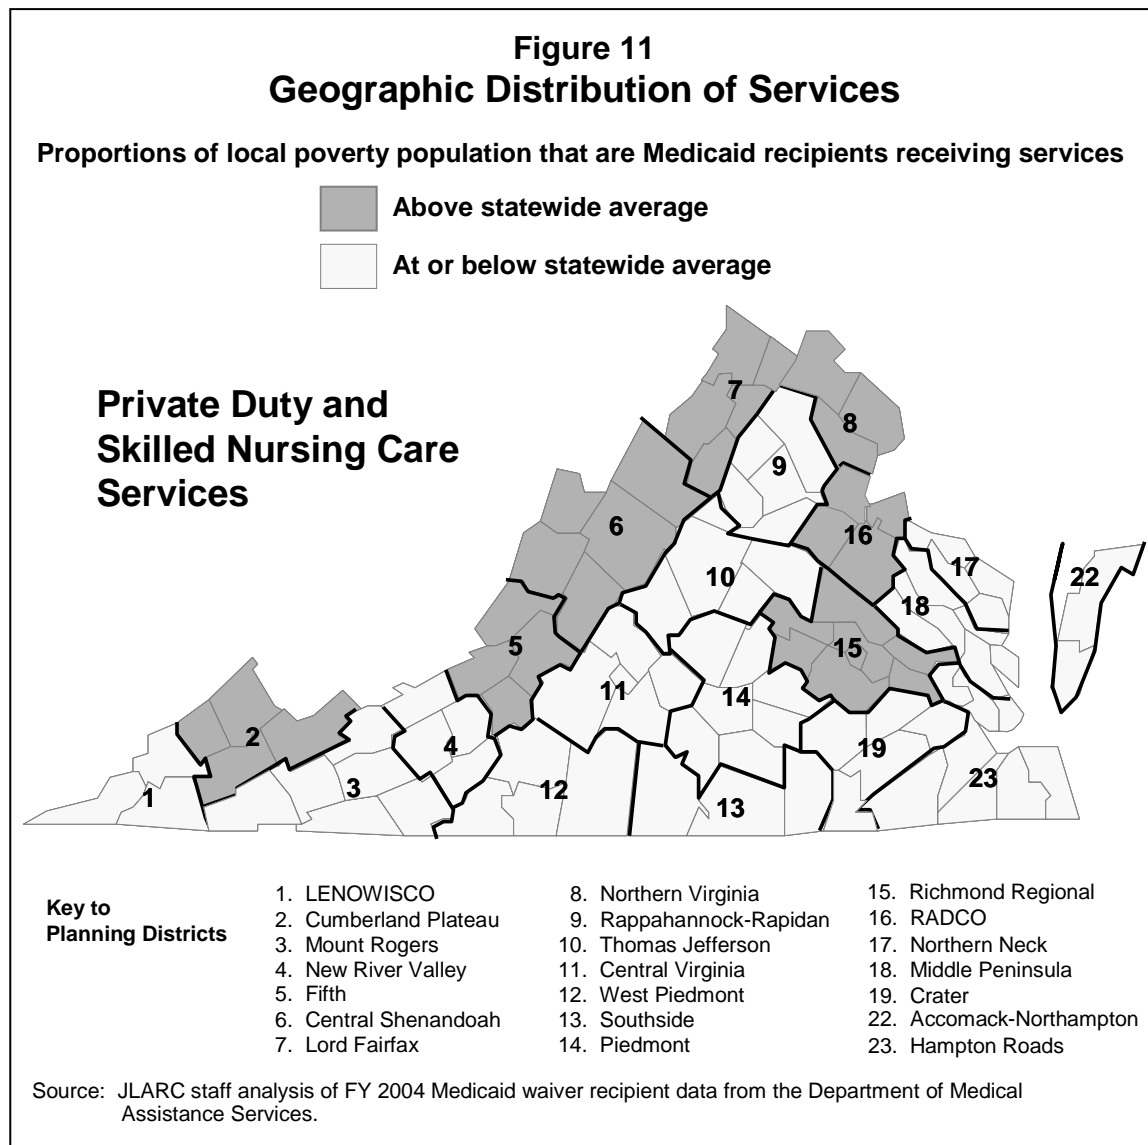 Figure 11
Geographic Distribution of Services
Proportions of local poverty population that are Medicaid recipients receiving services
Above statewide average
At or below statewide average
Private Duty and
Skilled Nursing Care
Services
7
8
9
6
16
17
22
10
18
5
15
11
14
2
4
19
3
12
23
1
13
Key to
Planning Districts
1. LENOWISCO
2. Cumberland Plateau
3. Mount Rogers
4. New River Valley
5. Fifth
6. Central Shenandoah
7. Lord Fairfax
8. Northern Virginia
9. Rappahannock-Rapidan
10. Thomas Jefferson
11. Central Virginia
12. West Piedmont
13. Southside
14. Piedmont
15. Richmond Regional
16. RADCO
17. Northern Neck
18. Middle Peninsula
19. Crater
22. Accomack-Northampton
23. Hampton Roads
Source: JLARC staff analysis of FY 2004 Medicaid waiver recipient data from the Department of Medical
Assistance Services.